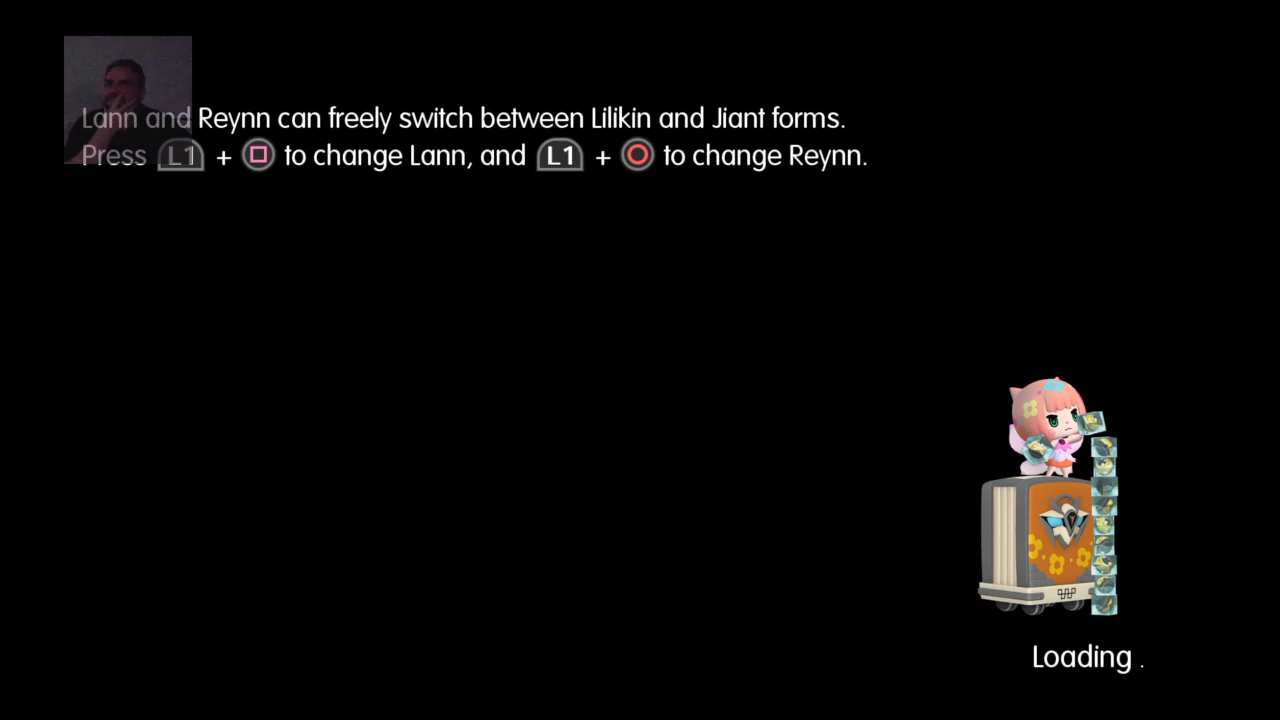 Lann and Reynn can freely switch between Lilikin and Jiant forms.
Press L1 + to change Lann, and L1 + to change Reynn.
Loading .